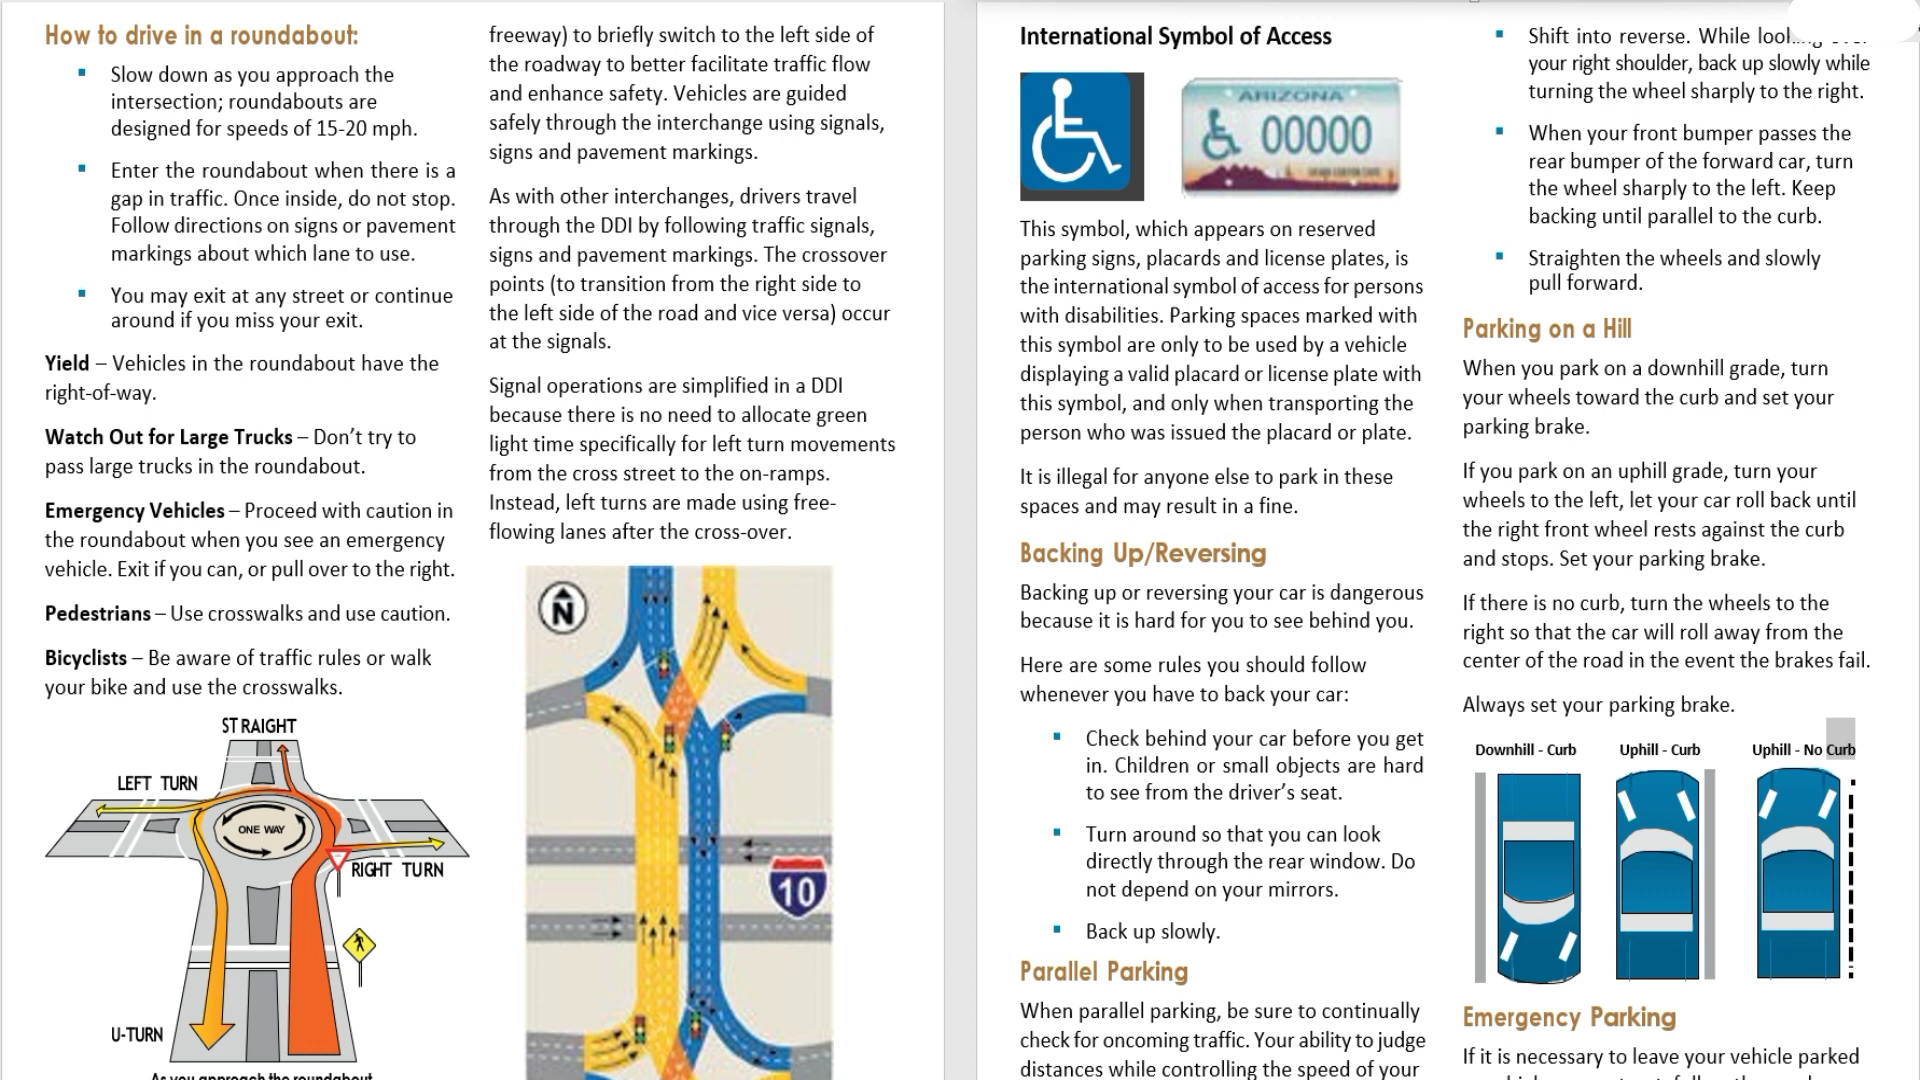 How to drive in a roundabout:
Slow down as you approach the
intersection; roundabouts are
designed for speeds of 15-20 mph.
Enter the roundabout when there is a
gap in traffic. Once inside, do not stop.
Follow directions on signs or pavement
markings about which lane to use.
You may exit at any street or continue
around if you miss your exit.
Yield – Vehicles in the roundabout have the
right-of-way.
Watch Out for Large Trucks – Don’t try to
pass large trucks in the roundabout.
Emergency Vehicles – Proceed with caution in
the roundabout when you see an emergency
vehicle. Exit if you can, or pull over to the right.
Pedestrians – Use crosswalks and use caution.
Bicyclists – Be aware of traffic rules or walk
your bike and use the crosswalks.
STRAIGHT
LEFT TURN
ONE WAY
RIGHT TURN
U-TURN
As you approach the roundabout
freeway) to briefly switch to the left side of
the roadway to better facilitate traffic flow
and enhance safety. Vehicles are guided
safely through the interchange using signals,
signs and pavement markings.
As with other interchanges, drivers travel
through the DDI by following traffic signals,
signs and pavement markings. The crossover
points (to transition from the right side to
the left side of the road and vice versa) occur
at the signals.
Signal operations are simplified in a DDI
because there is no need to allocate green
light time specifically for left turn movements
from the cross street to the on-ramps.
Instead, left turns are made using free-
flowing lanes after the cross-over.
N
10
International Symbol of Access
ARIZONA
00000
This symbol, which appears on reserved
parking signs, placards and license plates, is
the international symbol of access for persons
with disabilities. Parking spaces marked with
this symbol are only to be used by a vehicle
displaying a valid placard or license plate with
this symbol, and only when transporting the
person who was issued the placard or plate.
It is illegal for anyone else to park in these
spaces and may result in a fine.
Backing Up/Reversing
Backing up or reversing your car is dangerous
because it is hard for you to see behind you.
Here are some rules you should follow
whenever you have to back your car:
Check behind your car before you get
in. Children or small objects are hard
to see from the driver’s seat.
Turn around so that you can look
directly through the rear window. Do
not depend on your mirrors.
Back up slowly.
Parallel Parking
When parallel parking, be sure to continually
check for oncoming traffic. Your ability to judge
distances while controlling the speed of your
Shift into reverse. While looking over
your right shoulder, back up slowly while
turning the wheel sharply to the right.
When your front bumper passes the
rear bumper of the forward car, turn
the wheel sharply to the left. Keep
backing until parallel to the curb.
Straighten the wheels and slowly
pull forward.
Parking on a Hill
When you park on a downhill grade, turn
your wheels toward the curb and set your
parking brake.
If you park on an uphill grade, turn your
wheels to the left, let your car roll back until
the right front wheel rests against the curb
and stops. Set your parking brake.
If there is no curb, turn the wheels to the
right so that the car will roll away from the
center of the road in the event the brakes fail.
Always set your parking brake.
Downhill - Curb Uphill - Curb Uphill - No Curb
Emergency Parking
If it is necessary to leave your vehicle parked